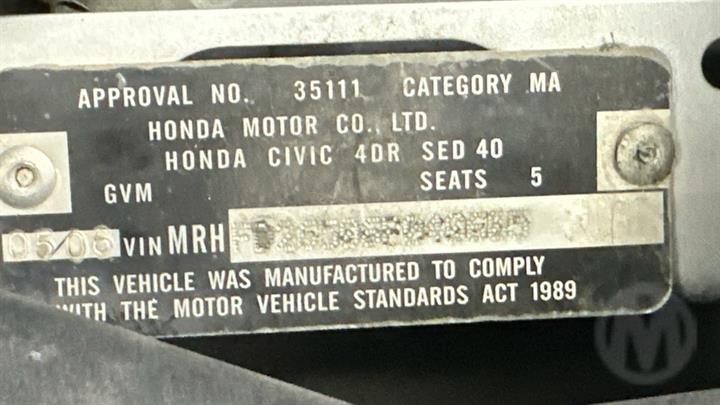 APPROVAL NO. 35111 CATEGORY MA
HONDA MOTOR CO., LTD.
HONDA CIVIC 4DR SED 40
GVM SEATS 5
05/06 VIN MRH
THIS VEHICLE WAS MANUFACTURED TO COMPLY
WITH THE MOTOR VEHICLE STANDARDS ACT 1989
M